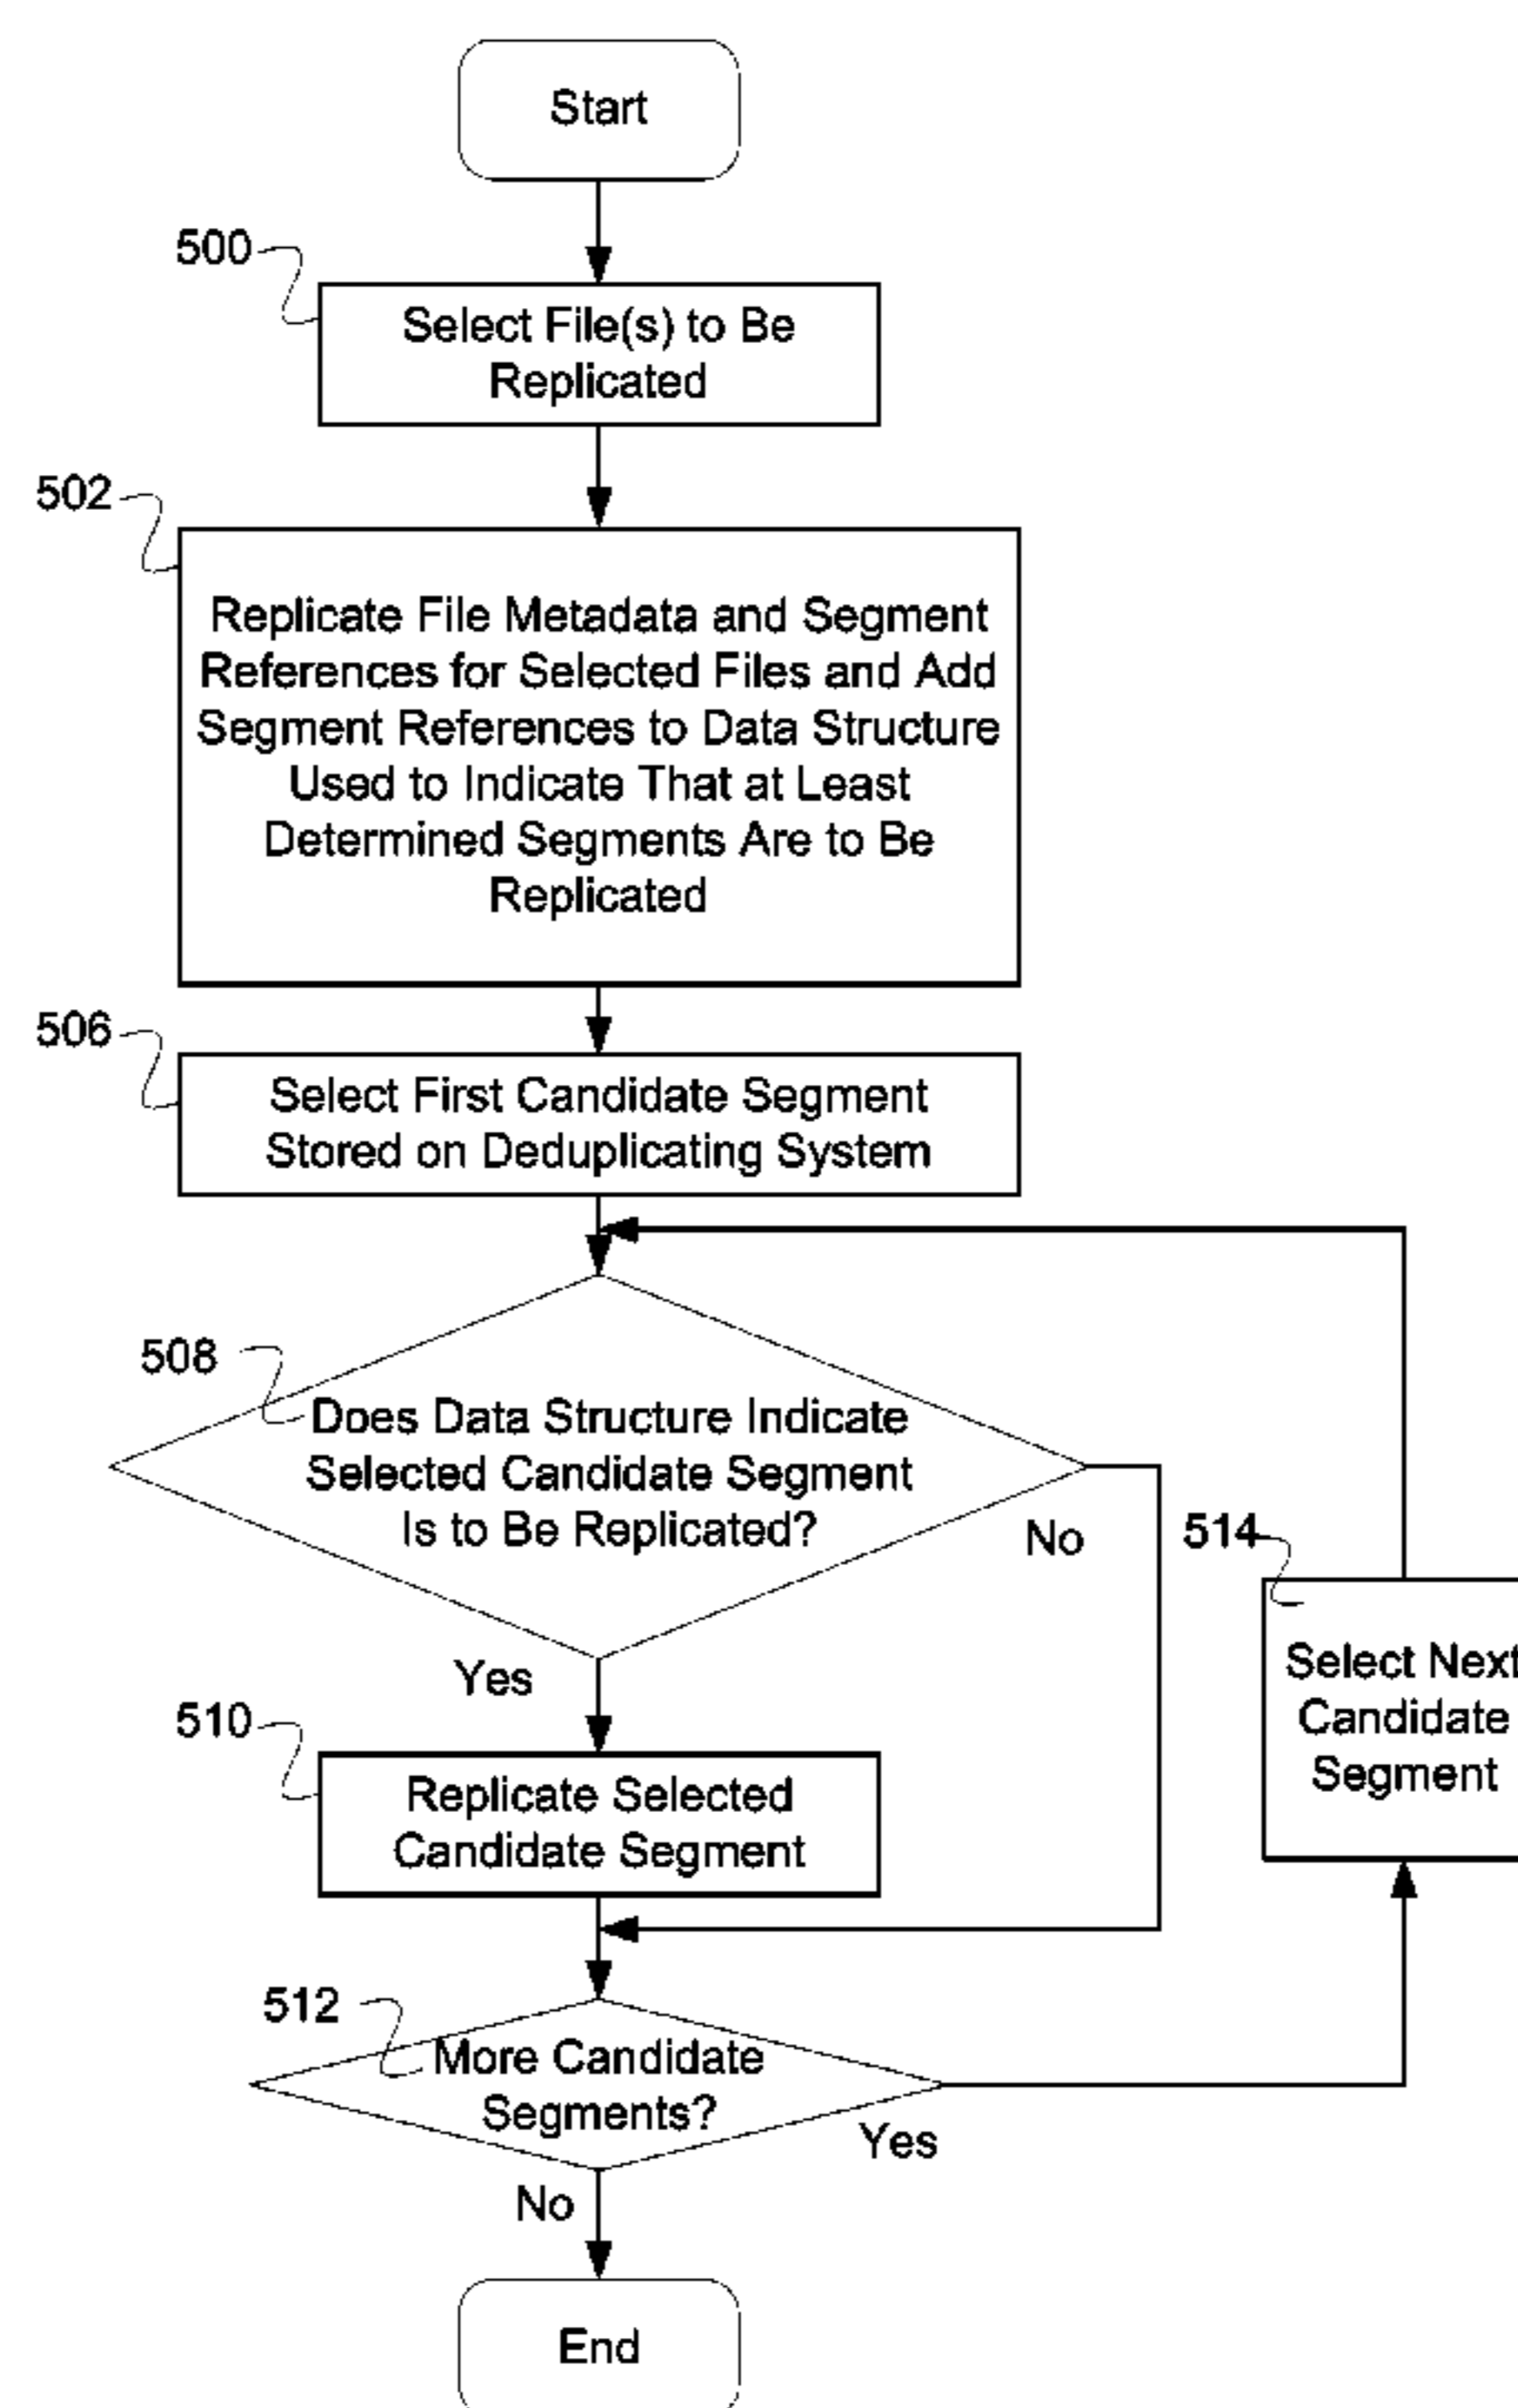 Start
500
Select File(s) to Be
Replicated
502
Replicate File Metadata and Segment
References for Selected Files and Add
Segment References to Data Structure
Used to Indicate That at Least
Determined Segments Are to Be
Replicated
506
Select First Candidate Segment
Stored on Deduplicating System
508
Does Data Structure Indicate
Selected Candidate Segment
Is to Be Replicated?
No
514
Select Next
Candidate
Segment
Yes
510
Replicate Selected
Candidate Segment
512
More Candidate
Segments?
Yes
No
End